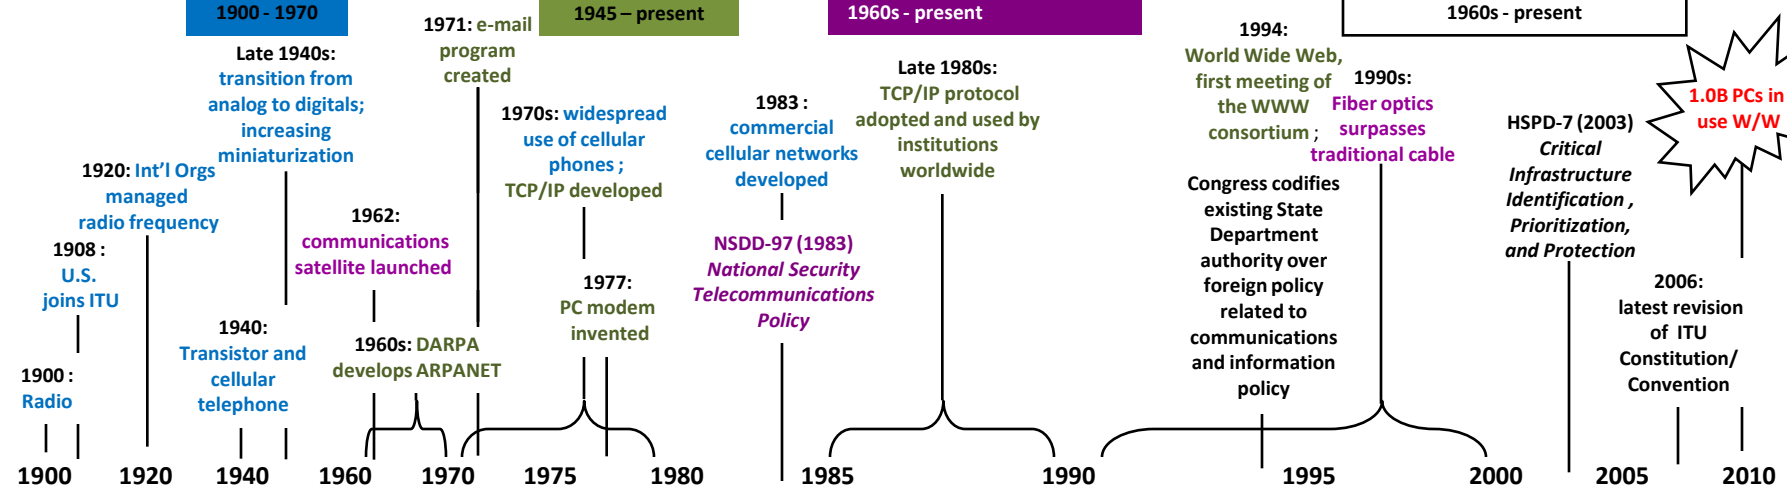 1900 - 1970
1945 – present
1960s - present
1960s - present
1900 :
Radio
1908 :
U.S.
joins ITU
1920: Int'l Orgs
managed
radio frequency
Late 1940s:
transition from
analog to digitals;
increasing
miniaturization
1940:
Transistor and
cellular
telephone
1962:
communications
satellite launched
1960s: DARPA
develops ARPANET
1971: e-mail
program
created
1970s: widespread
use of cellular
phones ;
TCP/IP developed
1977:
PC modem
invented
1983 :
commercial
cellular networks
developed
NSDD-97 (1983)
National Security
Telecommunications
Policy
Late 1980s:
TCP/IP protocol
adopted and used by
institutions
worldwide
1994:
World Wide Web,
first meeting of
the WWW
consortium ;
Congress codifies
existing State
Department
authority over
foreign policy
related to
communications
and information
policy
1990s:
Fiber optics
surpasses
traditional cable
HSPD-7 (2003)
Critical
Infrastructure
Identification ,
Prioritization,
and Protection
1.0B PCs in
use W/W
2006:
latest revision
of ITU
Constitution/
Convention
1900 1920 1940 1960 1970 1975 1980 1985 1990 1995 2000 2005 2010